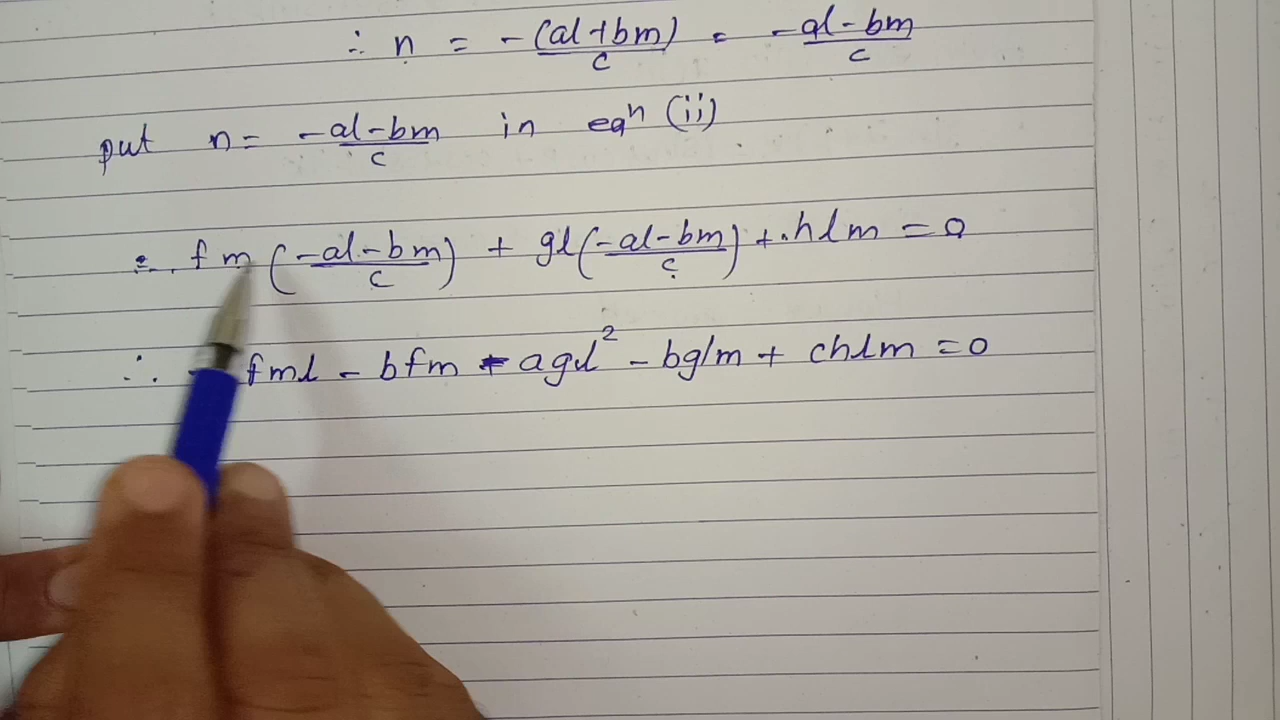 ∴ n = -(al+bm)/c = -al-bm/c
put n = -al-bm/c in eqn (ii)
∴ fm(-al-bm/c) + gl(-al-bm/c) + hlm = 0
∴ - fml - bfm - agl² - bglm + chlm = 0